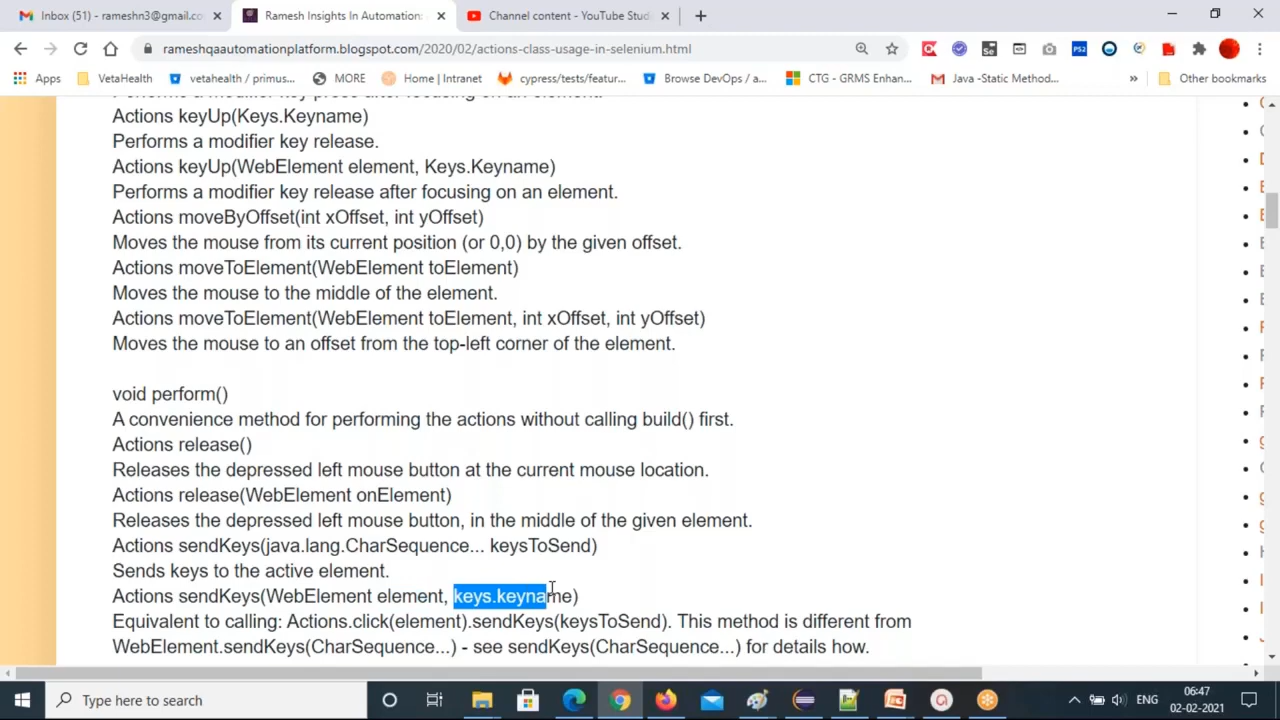 Inbox (51) - rameshn3@gmail.co
Ramesh Insights In Automation:
Channel content - YouTube Stud
rameshqaautomationplatform.blogspot.com/2020/02/actions-class-usage-in-selenium.html
Apps
VetaHealth
vetahealth / primus...
MORE
Home | Intranet
cypress/tests/featur...
Browse DevOps / a...
CTG - GRMS Enhan...
Java -Static Method...
»
Other bookmarks
Performs a modifier key press after focusing on an element.
Actions keyUp(Keys.Keyname)
Performs a modifier key release.
Actions keyUp(WebElement element, Keys.Keyname)
Performs a modifier key release after focusing on an element.
Actions moveByOffset(int xOffset, int yOffset)
Moves the mouse from its current position (or 0,0) by the given offset.
Actions moveToElement(WebElement toElement)
Moves the mouse to the middle of the element.
Actions moveToElement(WebElement toElement, int xOffset, int yOffset)
Moves the mouse to an offset from the top-left corner of the element.
void perform()
A convenience method for performing the actions without calling build() first.
Actions release()
Releases the depressed left mouse button at the current mouse location.
Actions release(WebElement onElement)
Releases the depressed left mouse button, in the middle of the given element.
Actions sendKeys(java.lang.CharSequence... keysToSend)
Sends keys to the active element.
Actions sendKeys(WebElement element, keys.keyname)
Equivalent to calling: Actions.click(element).sendKeys(keysToSend). This method is different from
WebElement.sendKeys(CharSequence...) - see sendKeys(CharSequence...) for details how.
Type here to search
ENG
06:47
02-02-2021